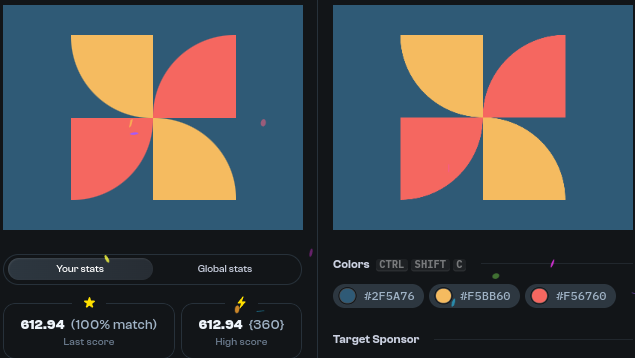 Your stats
Global stats
612.94 (100% match)
Last score
612.94 {360}
High score
Colors CTRL SHIFT C
#2F5A76 #F5BB60 #F56760
Target Sponsor